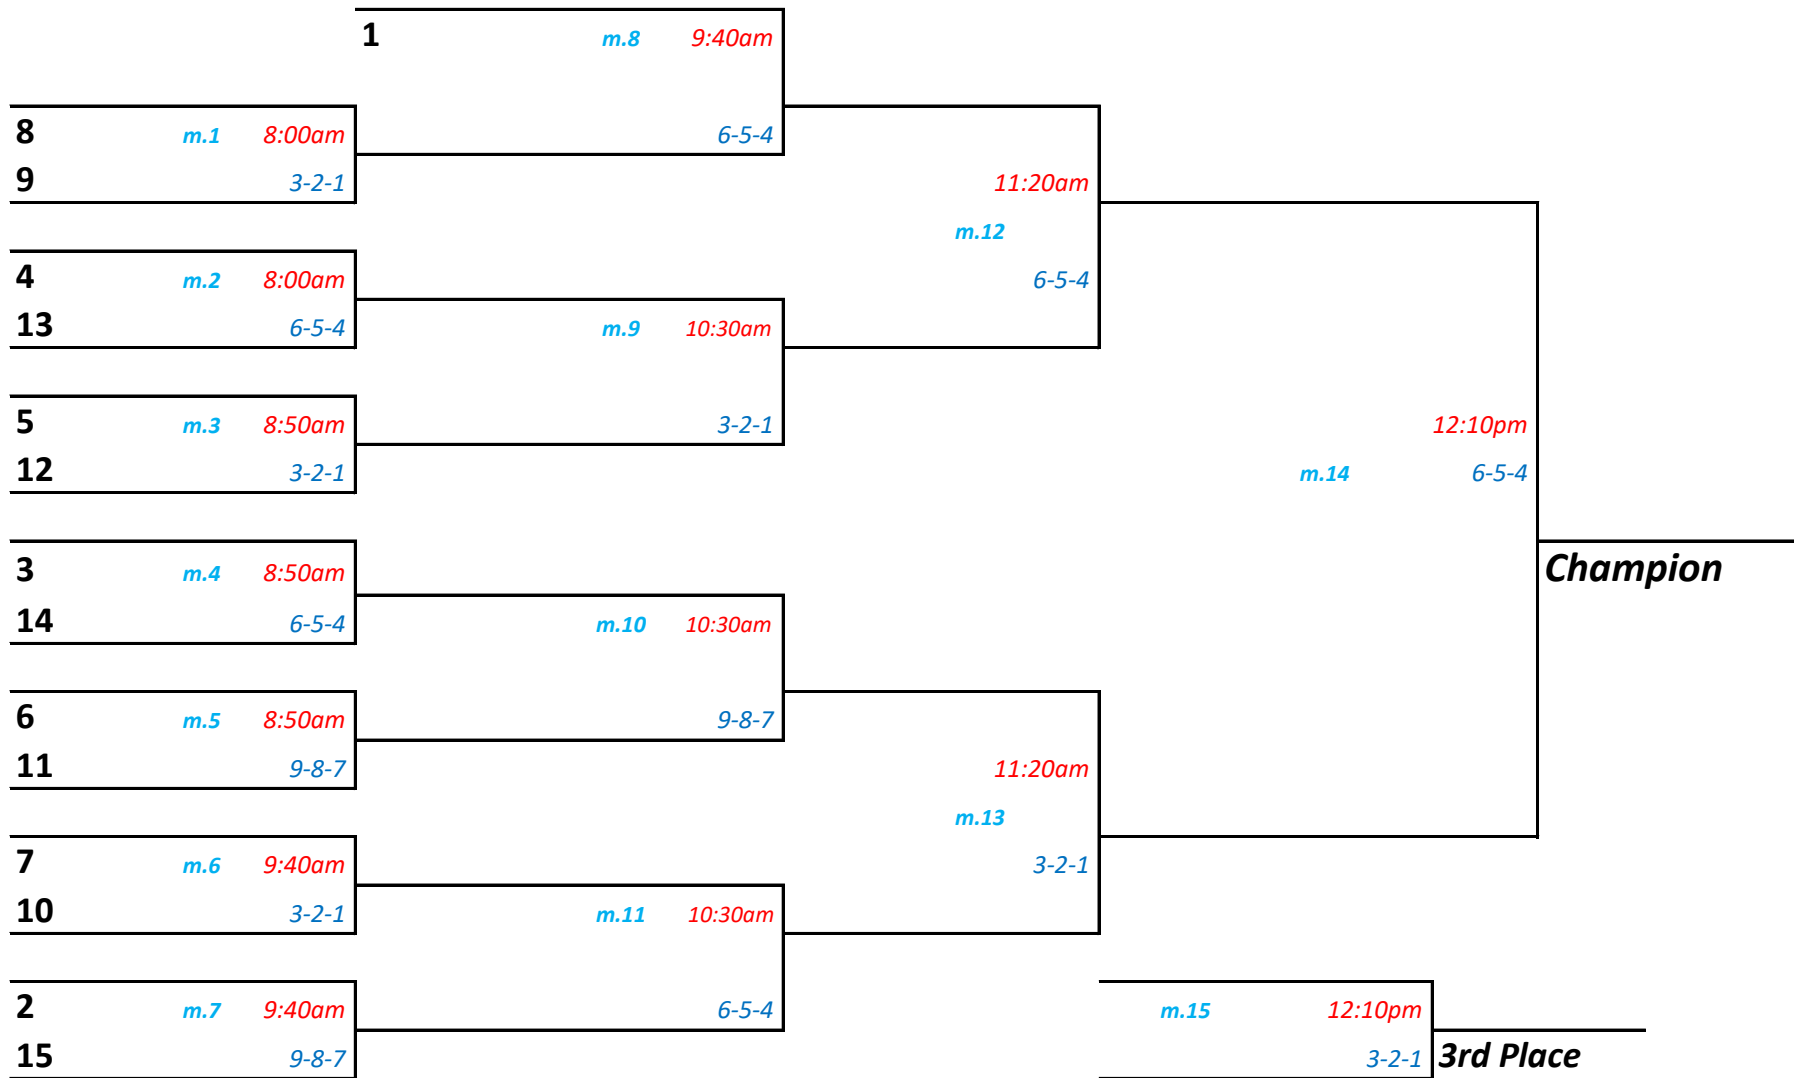 1 m.8 9:40am
8 m.1 8:00am 6-5-4
9 3-2-1 11:20am
m.12
4 m.2 8:00am 6-5-4
13 6-5-4 m.9 10:30am
5 m.3 8:50am 3-2-1 12:10pm
12 3-2-1 m.14 6-5-4
3 m.4 8:50am Champion
14 6-5-4 m.10 10:30am
6 m.5 8:50am 9-8-7
11 9-8-7 11:20am
m.13
7 m.6 9:40am 3-2-1
10 3-2-1 m.11 10:30am
2 m.7 9:40am 6-5-4 m.15 12:10pm
15 9-8-7 3-2-1 3rd Place